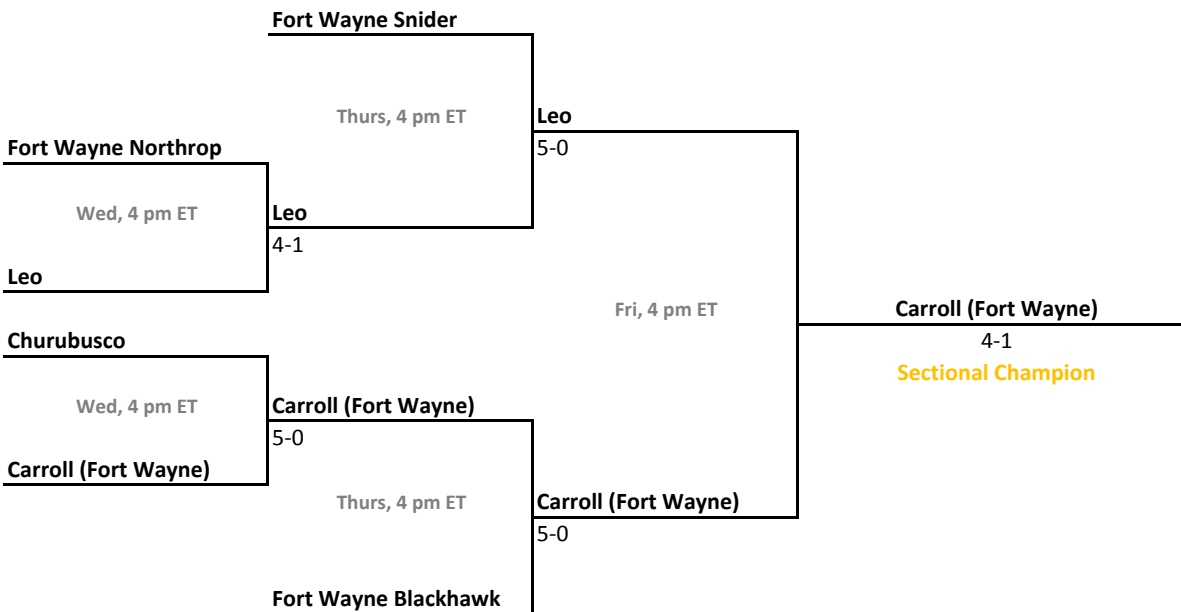 Fort Wayne Snider
Thurs, 4 pm ET
Leo
5-0
Fort Wayne Northrop
Wed, 4 pm ET
Leo
4-1
Leo
Fri, 4 pm ET
Carroll (Fort Wayne)
4-1
Sectional Champion
Churubusco
Wed, 4 pm ET
Carroll (Fort Wayne)
5-0
Carroll (Fort Wayne)
Thurs, 4 pm ET
Carroll (Fort Wayne)
5-0
Fort Wayne Blackhawk